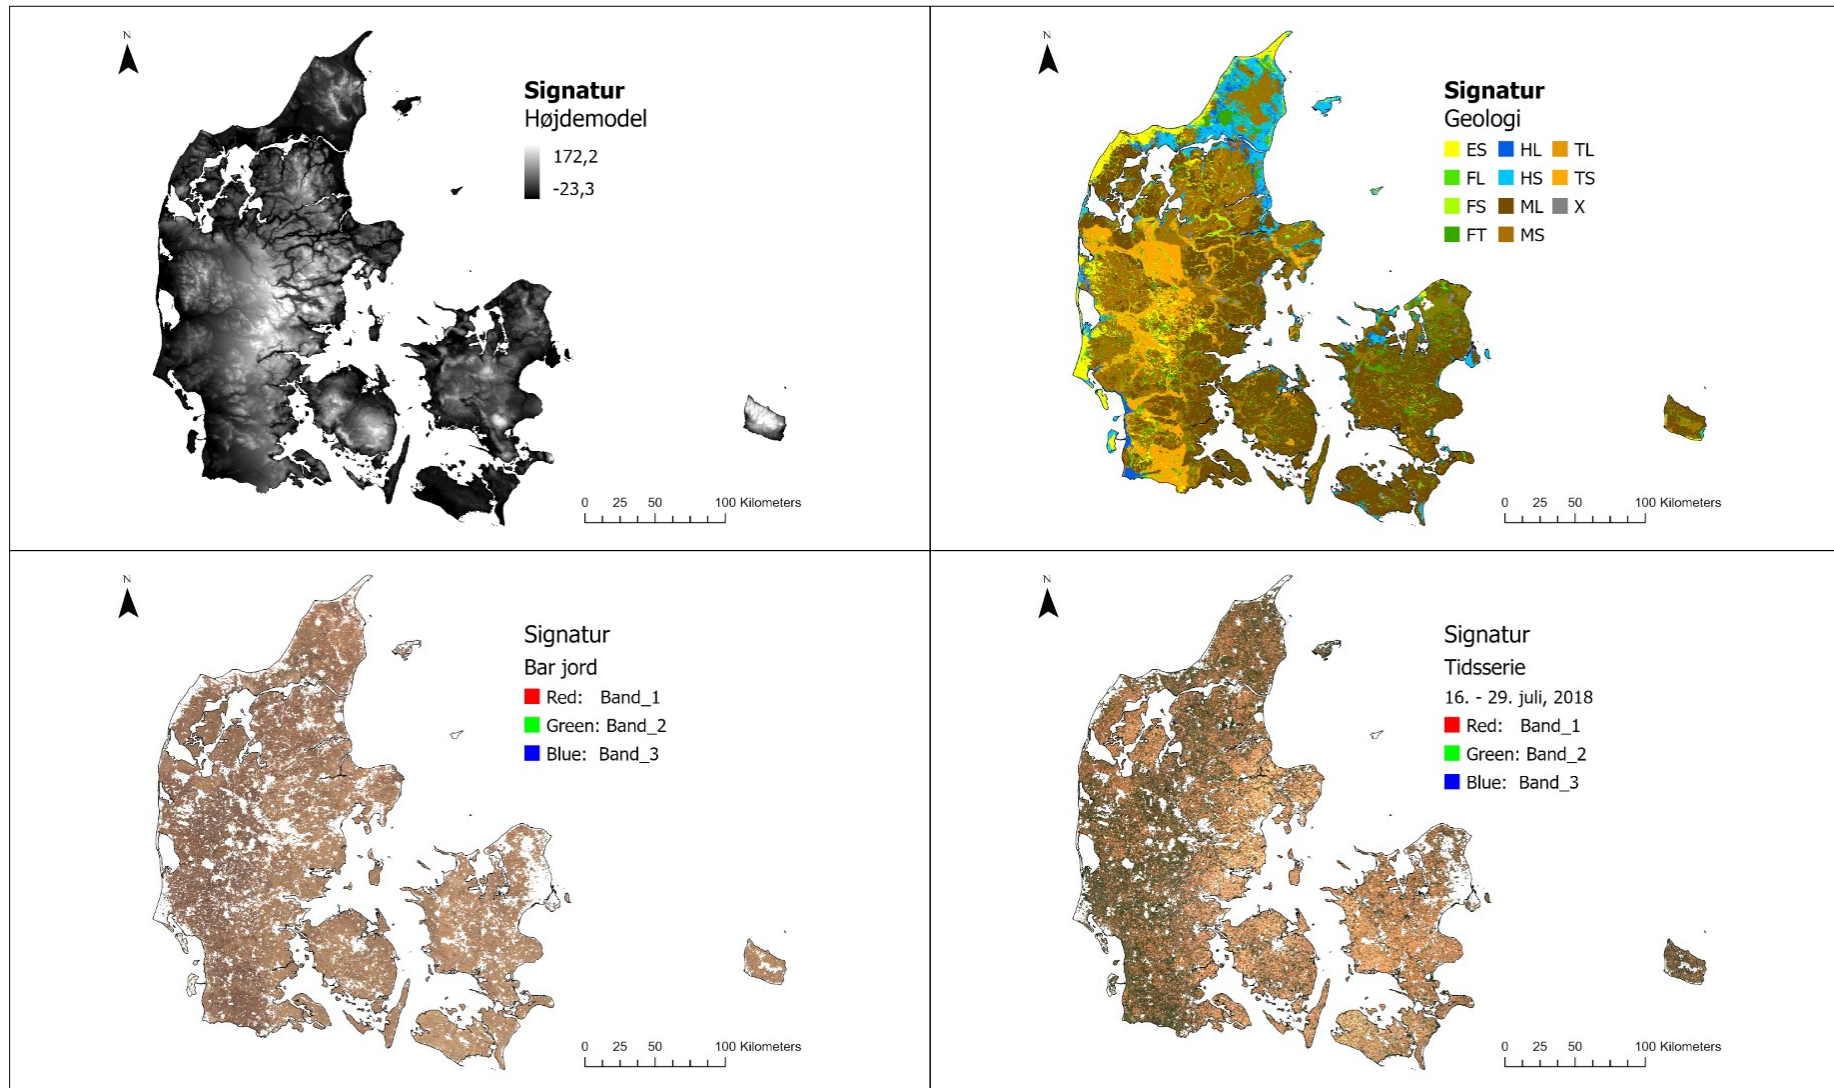 N
Signatur
Højdemodel
172,2
-23,3
0 25 50 100 Kilometers
N
Signatur
Geologi
ES HL TL
FL HS TS
FS ML X
FT MS
0 25 50 100 Kilometers
N
Signatur
Bar jord
Red: Band_1
Green: Band_2
Blue: Band_3
0 25 50 100 Kilometers
N
Signatur
Tidsserie
16. - 29. juli, 2018
Red: Band_1
Green: Band_2
Blue: Band_3
0 25 50 100 Kilometers